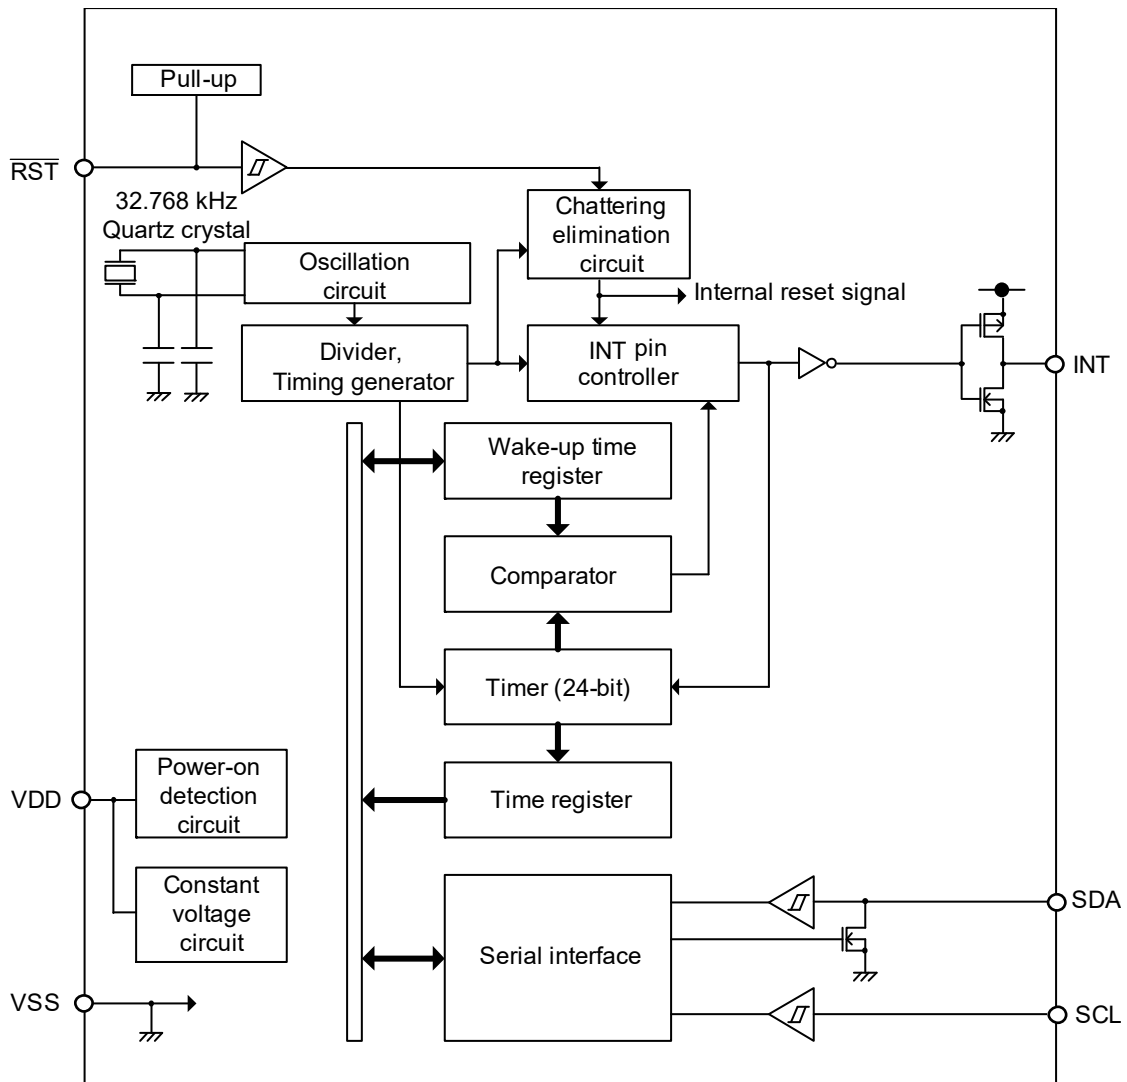 Pull-up
RST
32.768 kHz
Quartz crystal
Chattering
elimination
circuit
Oscillation
circuit
Internal reset signal
Divider,
Timing generator
INT pin
controller
INT
Wake-up time
register
Comparator
Timer (24-bit)
Power-on
detection
circuit
VDD
Time register
Constant
voltage
circuit
SDA
Serial interface
VSS
SCL